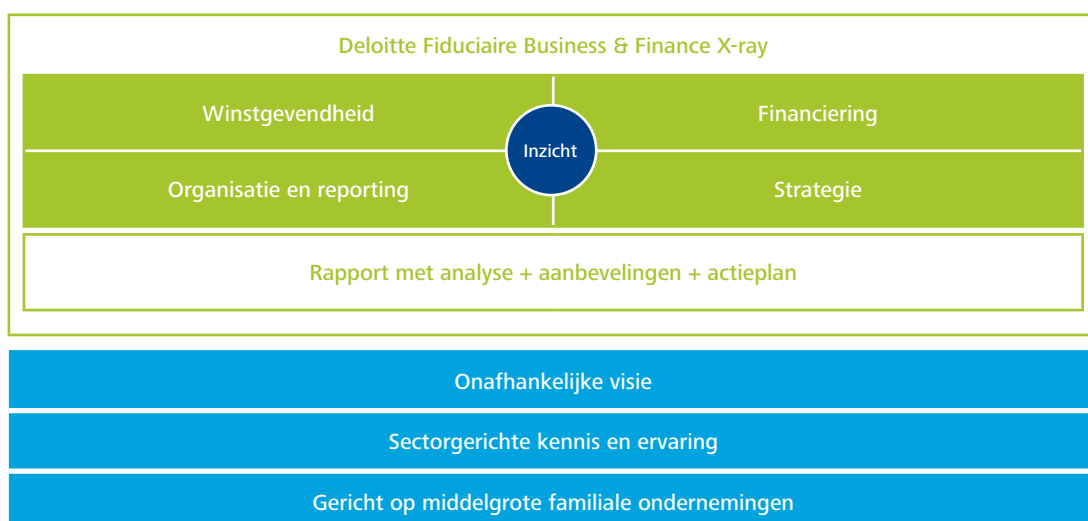 Deloitte Fiduciaire Business & Finance X-ray
Winstgevendheid
Financiering
Inzicht
Organisatie en reporting
Strategie
Rapport met analyse + aanbevelingen + actieplan
Onafhankelijke visie
Sectorgerichte kennis en ervaring
Gericht op middelgrote familiale ondernemingen